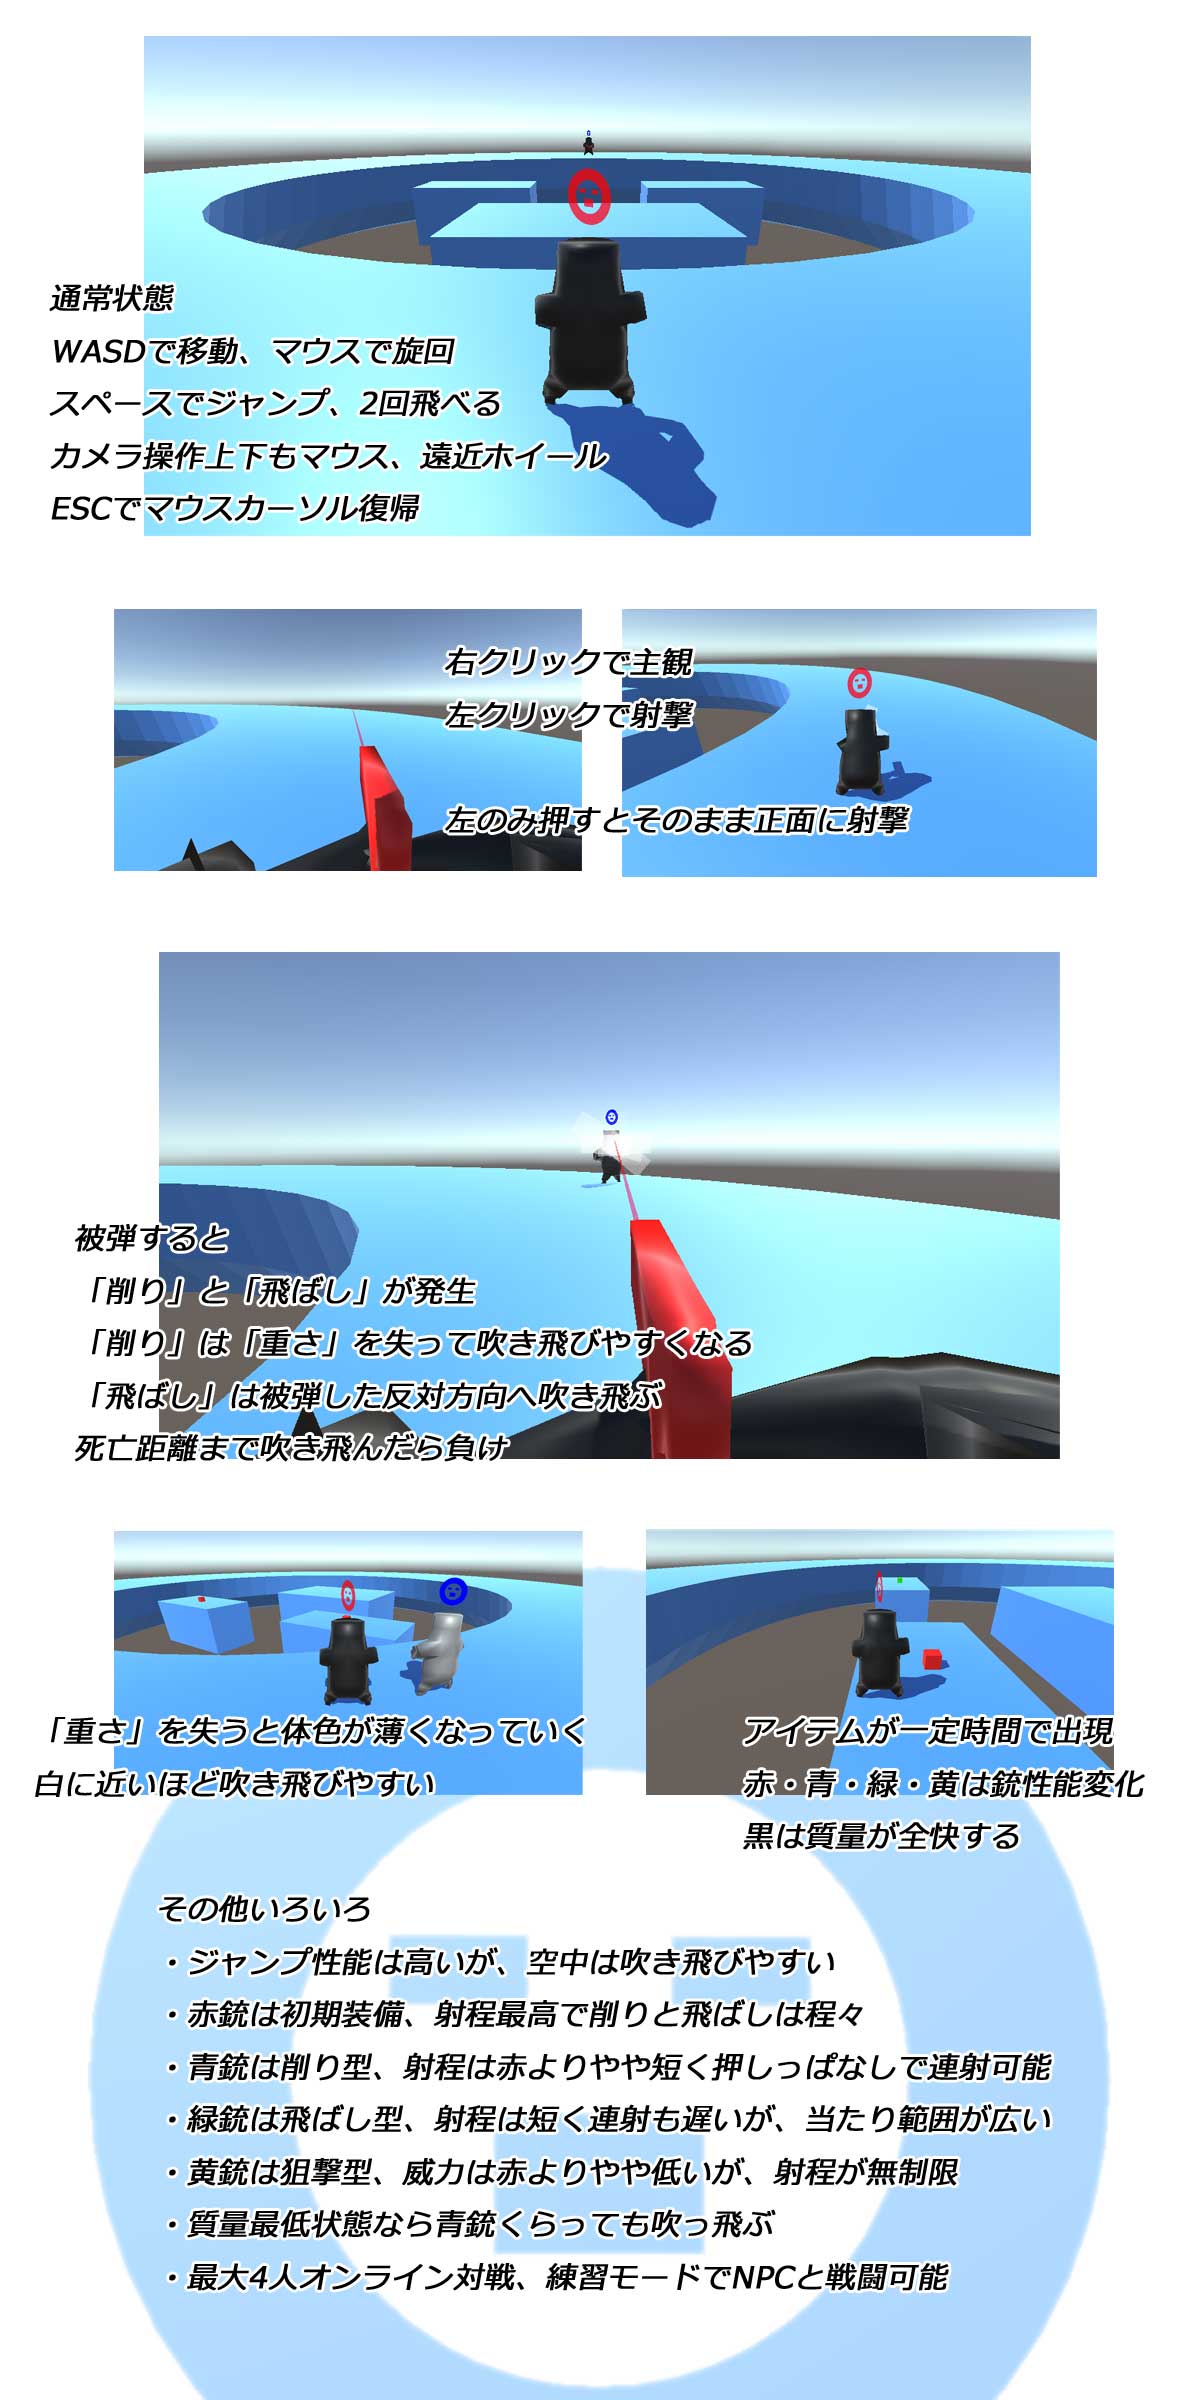 通常状態
WASDで移動、マウスで旋回
スペースでジャンプ、2回飛べる
カメラ操作上下もマウス、遠近ホイール
ESCでマウスカーソル復帰
右クリックで主観
左クリックで射撃
左のみ押すとそのまま正面に射撃
被弾すると
「削り」と「飛ばし」が発生
「削り」は「重さ」を失って吹き飛びやすくなる
「飛ばし」は被弾した反対方向へ吹き飛ぶ
死亡距離まで吹き飛んだら負け
「重さ」を失うと体色が薄くなっていく
白に近いほど吹き飛びやすい
アイテムが一定時間で出現
赤・青・緑・黄は銃性能変化
黒は質量が全快する
その他いろいろ
・ジャンプ性能は高いが、空中は吹き飛びやすい
・赤銃は初期装備、射程最高で削りと飛ばしは程々
・青銃は削り型、射程は赤よりやや短く押しっぱなしで連射可能
・緑銃は飛ばし型、射程は短く連射も遅いが、当たり範囲が広い
・黄銃は狙撃型、威力は赤よりやや低いが、射程が無制限
・質量最低状態なら青銃くらっても吹っ飛ぶ
・最大4人オンライン対戦、練習モードでNPCと戦闘可能